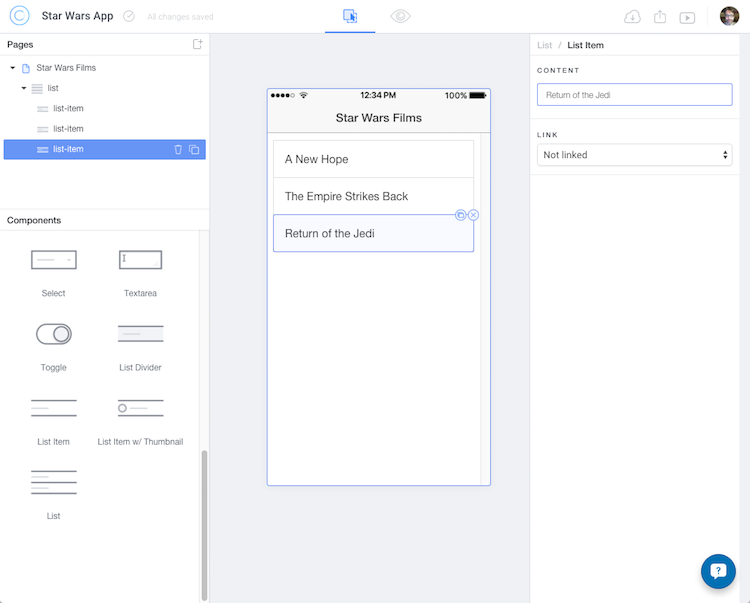 Star Wars App
All changes saved
Pages
Star Wars Films
list
list-item
list-item
list-item
Components
Select
Textarea
Toggle
List Divider
List Item
List Item w/ Thumbnail
List
12:34 PM
100%
Star Wars Films
A New Hope
The Empire Strikes Back
Return of the Jedi
List / List Item
CONTENT
Return of the Jedi
LINK
Not linked
?